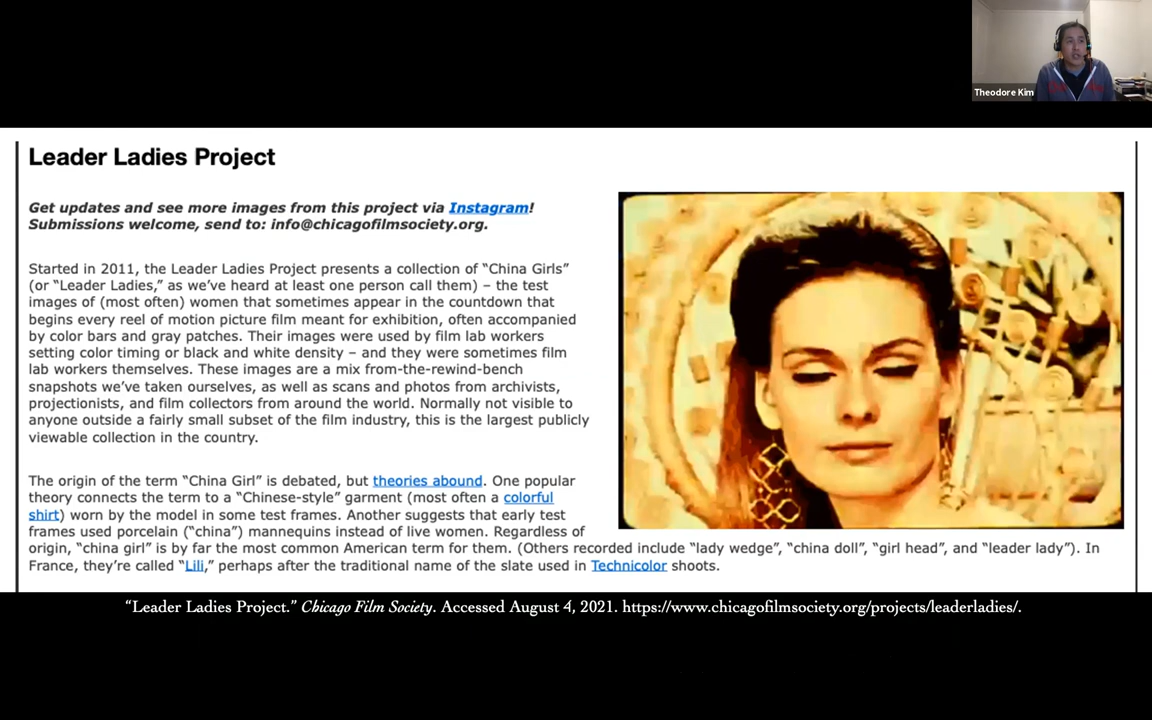 Theodore Kim
Leader Ladies Project
Get updates and see more images from this project via Instagram!
Submissions welcome, send to: info@chicagofilmsociety.org.
Started in 2011, the Leader Ladies Project presents a collection of “China Girls”
(or “Leader Ladies,” as we’ve heard at least one person call them) – the test
images of (most often) women that sometimes appear in the countdown that
begins every reel of motion picture film meant for exhibition, often accompanied
by color bars and gray patches. Their images were used by film lab workers
setting color timing or black and white density – and they were sometimes film
lab workers themselves. These images are a mix from-the-rewind-bench
snapshots we’ve taken ourselves, as well as scans and photos from archivists,
projectionists, and film collectors from around the world. Normally not visible to
anyone outside a fairly small subset of the film industry, this is the largest publicly
viewable collection in the country.
The origin of the term “China Girl” is debated, but theories abound. One popular
theory connects the term to a “Chinese-style” garment (most often a colorful
shirt) worn by the model in some test frames. Another suggests that early test
frames used porcelain (“china”) mannequins instead of live women. Regardless of
origin, “china girl” is by far the most common American term for them. (Others recorded include “lady wedge”, “china doll”, “girl head”, and “leader lady”). In
France, they’re called “Lili,” perhaps after the traditional name of the slate used in Technicolor shoots.
“Leader Ladies Project.” Chicago Film Society. Accessed August 4, 2021. https://www.chicagofilmsociety.org/projects/leaderladies/.